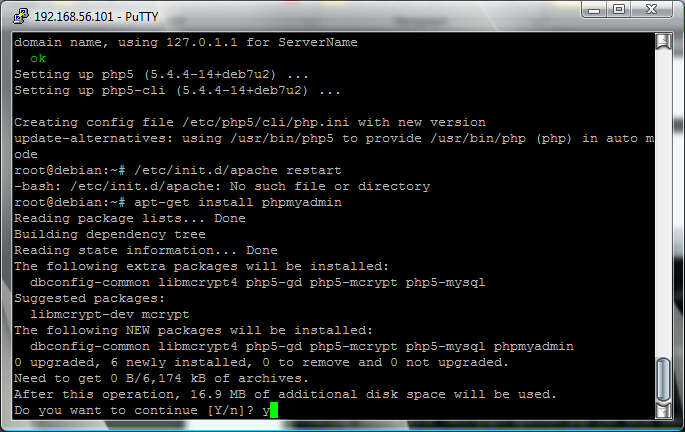 192.168.56.101 - PuTTY
domain name, using 127.0.1.1 for ServerName
. ok
Setting up php5 (5.4.4-14+deb7u2) ...
Setting up php5-cli (5.4.4-14+deb7u2) ...
Creating config file /etc/php5/cli/php.ini with new version
update-alternatives: using /usr/bin/php5 to provide /usr/bin/php (php) in auto m
ode
root@debian:~# /etc/init.d/apache restart
-bash: /etc/init.d/apache: No such file or directory
root@debian:~# apt-get install phpmyadmin
Reading package lists... Done
Building dependency tree
Reading state information... Done
The following extra packages will be installed:
  dbconfig-common libmcrypt4 php5-gd php5-mcrypt php5-mysql
Suggested packages:
  libmcrypt-dev mcrypt
The following NEW packages will be installed:
  dbconfig-common libmcrypt4 php5-gd php5-mcrypt php5-mysql phpmyadmin
0 upgraded, 6 newly installed, 0 to remove and 0 not upgraded.
Need to get 0 B/6,174 kB of archives.
After this operation, 16.9 MB of additional disk space will be used.
Do you want to continue [Y/n]? y